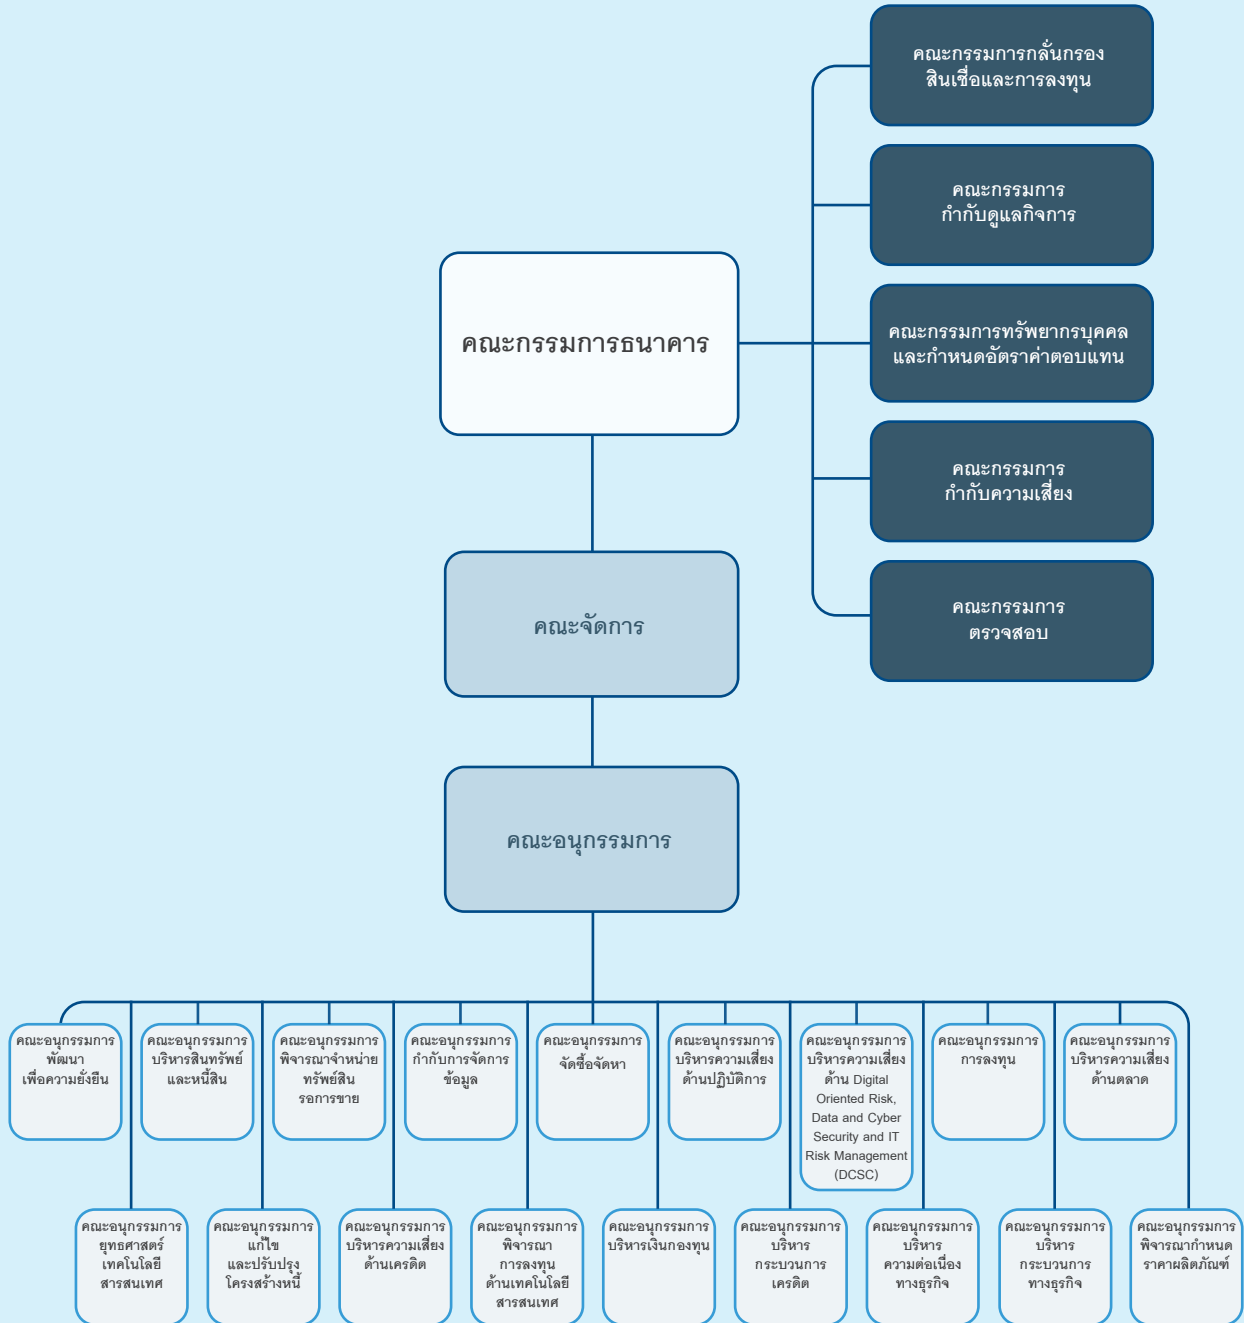 คณะกรรมการกลั่นกรอง
สินเชื่อและการลงทุน
คณะกรรมการ
กำกับดูแลกิจการ
คณะกรรมการธนาคาร
คณะกรรมการทรัพยากรบุคคล
และกำหนดอัตราค่าตอบแทน
คณะกรรมการ
กำกับความเสี่ยง
คณะกรรมการ
ตรวจสอบ
คณะจัดการ
คณะอนุกรรมการ
คณะอนุกรรมการ
พัฒนา
เพื่อความยั่งยืน
คณะอนุกรรมการ
บริหารสินทรัพย์
และหนี้สิน
คณะอนุกรรมการ
พิจารณาจำหน่าย
ทรัพย์สิน
รอการขาย
คณะอนุกรรมการ
กำกับการจัดการ
ข้อมูล
คณะอนุกรรมการ
จัดซื้อจัดหา
คณะอนุกรรมการ
บริหารความเสี่ยง
ด้านปฏิบัติการ
คณะอนุกรรมการ
บริหารความเสี่ยง
ด้าน Digital
Oriented Risk,
Data and Cyber
Security and IT
Risk Management
(DCSC)
คณะอนุกรรมการ
การลงทุน
คณะอนุกรรมการ
บริหารความเสี่ยง
ด้านตลาด
คณะอนุกรรมการ
ยุทธศาสตร์
เทคโนโลยี
สารสนเทศ
คณะอนุกรรมการ
แก้ไข
และปรับปรุง
โครงสร้างหนี้
คณะอนุกรรมการ
บริหารความเสี่ยง
ด้านเครดิต
คณะอนุกรรมการ
พิจารณา
การลงทุน
ด้านเทคโนโลยี
สารสนเทศ
คณะอนุกรรมการ
บริหารเงินกองทุน
คณะอนุกรรมการ
บริหาร
กระบวนการ
เครดิต
คณะอนุกรรมการ
บริหาร
ความต่อเนื่อง
ทางธุรกิจ
คณะอนุกรรมการ
บริหาร
กระบวนการ
ทางธุรกิจ
คณะอนุกรรมการ
พิจารณากำหนด
ราคาผลิตภัณฑ์